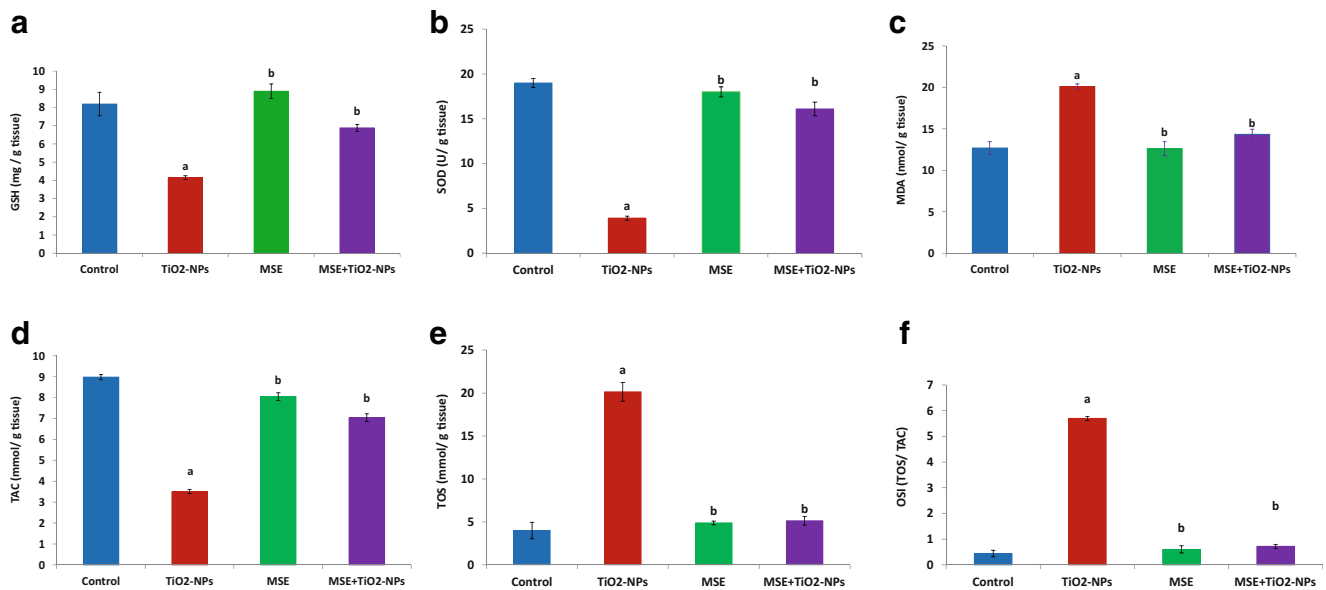 a
GSH (mg / g tissue)
10
9
8
7
6
5
4
3
2
1
0
a
b
b
Control
TiO2-NPs
MSE
MSE+TiO2-NPs
b
SOD (U/ g tissue)
25
20
15
10
5
0
a
b
b
Control
TiO2-NPs
MSE
MSE+TiO2-NPs
c
MDA (nmol/ g tissue)
25
20
15
10
5
0
a
b
b
Control
TiO2-NPs
MSE
MSE+TiO2-NPs
d
TAC (mmol/ g tissue)
10
9
8
7
6
5
4
3
2
1
0
a
b
b
Control
TiO2-NPs
MSE
MSE+TiO2-NPs
e
TOS (mmol/ g tissue)
25
20
15
10
5
0
a
b
b
Control
TiO2-NPs
MSE
MSE+TiO2-NPs
f
OSI (TOS/ TAC)
7
6
5
4
3
2
1
0
a
b
b
Control
TiO2-NPs
MSE
MSE+TiO2-NPs